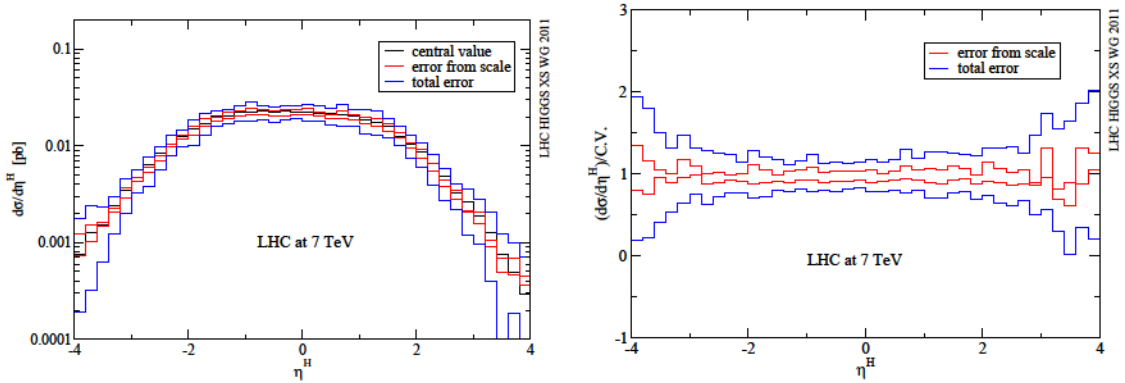 0.1
0.01
0.001
0.0001
dσ/dη^H [pb]
central value
error from scale
total error
LHC at 7 TeV
-4
-2
0
2
4
η^H
LHC HIGGS XS WG 2011
3
2
1
0
-1
(dσ/dη^H)/C.V.
error from scale
total error
LHC at 7 TeV
-4
-2
0
2
4
η^H
LHC HIGGS XS WG 2011